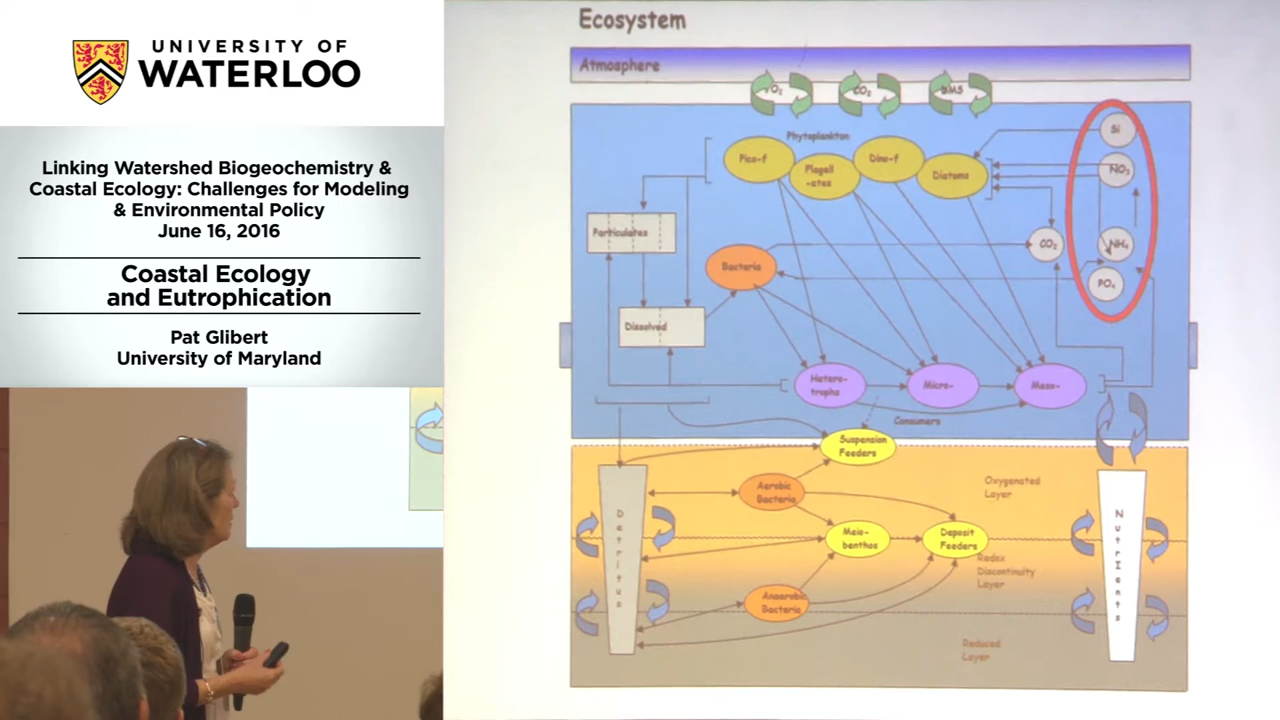 UNIVERSITY OF
WATERLOO
Linking Watershed Biogeochemistry &
Coastal Ecology: Challenges for Modeling
& Environmental Policy
June 16, 2016
Coastal Ecology
and Eutrophication
Pat Glibert
University of Maryland
Ecosystem
Atmosphere
O₂
CO₂
DMS
Phytoplankton
Pico-f
Flagell
-ates
Dino-f
Diatoms
Si
NO₃
NH₄
PO₄
CO₂
Particulates
Bacteria
Dissolved
Hetero-
trophs
Micro-
Meso-
Consumers
Suspension
Feeders
Aerobic
Bacteria
Oxygenated
Layer
Detritus
Meio-
benthos
Deposit
Feeders
Redox
Discontinuity
Layer
Nutrients
Anaerobic
Bacteria
Reduced
Layer